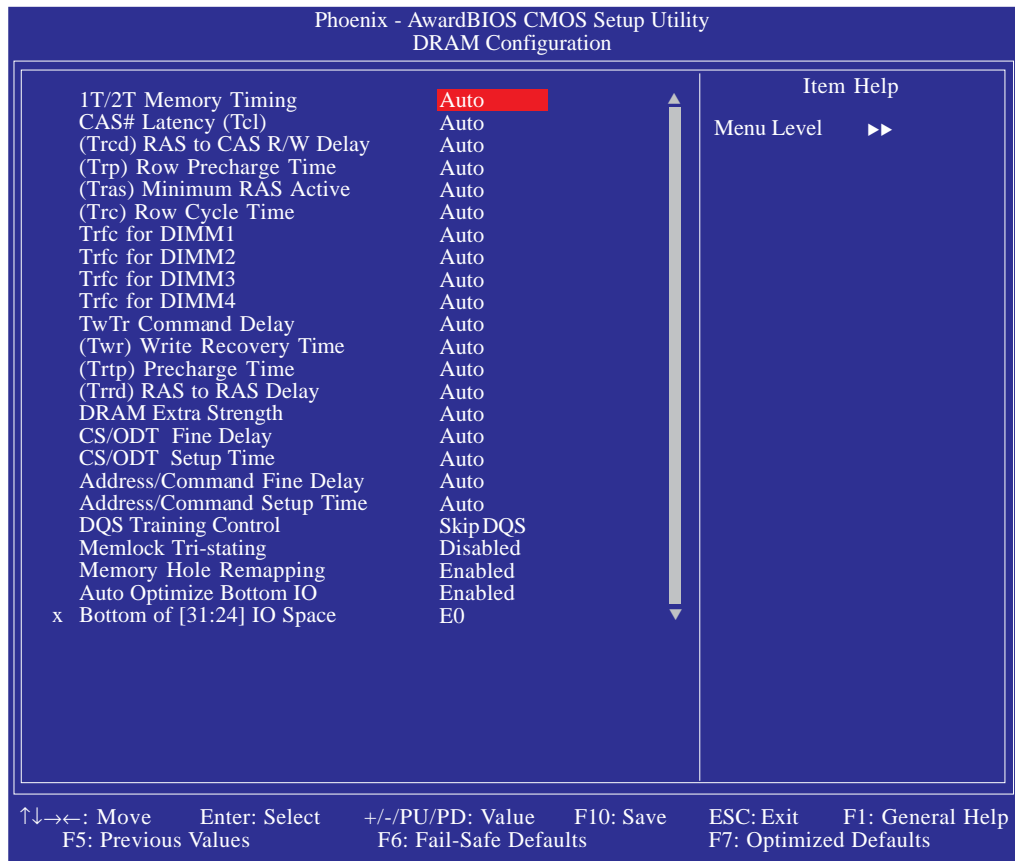 Phoenix - AwardBIOS CMOS Setup Utility
DRAM Configuration
Item Help
Menu Level ▶▶
1T/2T Memory Timing Auto
CAS# Latency (Tcl) Auto
(Trcd) RAS to CAS R/W Delay Auto
(Trp) Row Precharge Time Auto
(Tras) Minimum RAS Active Auto
(Trc) Row Cycle Time Auto
Trfc for DIMM1 Auto
Trfc for DIMM2 Auto
Trfc for DIMM3 Auto
Trfc for DIMM4 Auto
TwTr Command Delay Auto
(Twr) Write Recovery Time Auto
(Trtp) Precharge Time Auto
(Trrd) RAS to RAS Delay Auto
DRAM Extra Strength Auto
CS/ODT Fine Delay Auto
CS/ODT Setup Time Auto
Address/Command Fine Delay Auto
Address/Command Setup Time Auto
DQS Training Control Skip DQS
Memlock Tri-stating Disabled
Memory Hole Remapping Enabled
Auto Optimize Bottom IO Enabled
x Bottom of [31:24] IO Space E0
↑↓→←: Move Enter: Select +/-/PU/PD: Value F10: Save ESC: Exit F1: General Help
F5: Previous Values F6: Fail-Safe Defaults F7: Optimized Defaults